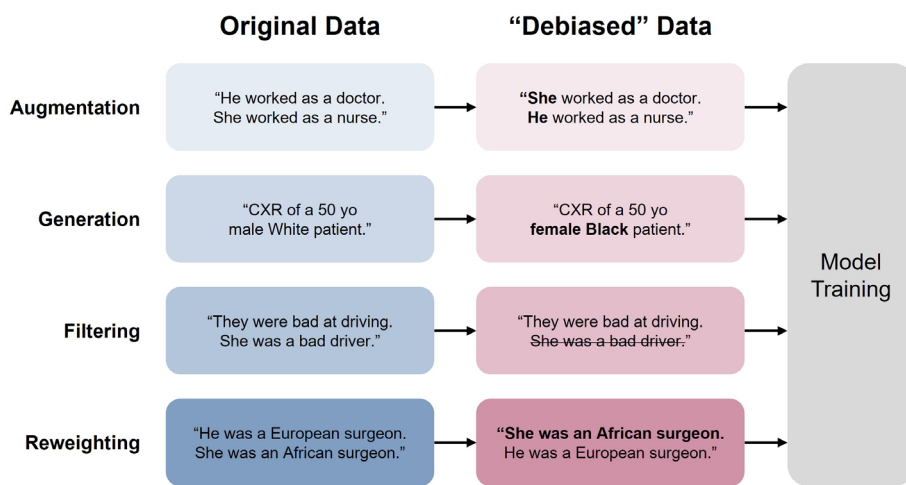 Original Data
“Debiased” Data
Augmentation
“He worked as a doctor.
She worked as a nurse.”
“She worked as a doctor.
He worked as a nurse.”
Generation
“CXR of a 50 yo
male White patient.”
“CXR of a 50 yo
female Black patient.”
Filtering
“They were bad at driving.
She was a bad driver.”
“They were bad at driving.
She was a bad driver.”
Reweighting
“He was a European surgeon.
She was an African surgeon.”
“She was an African surgeon.
He was a European surgeon.”
Model
Training